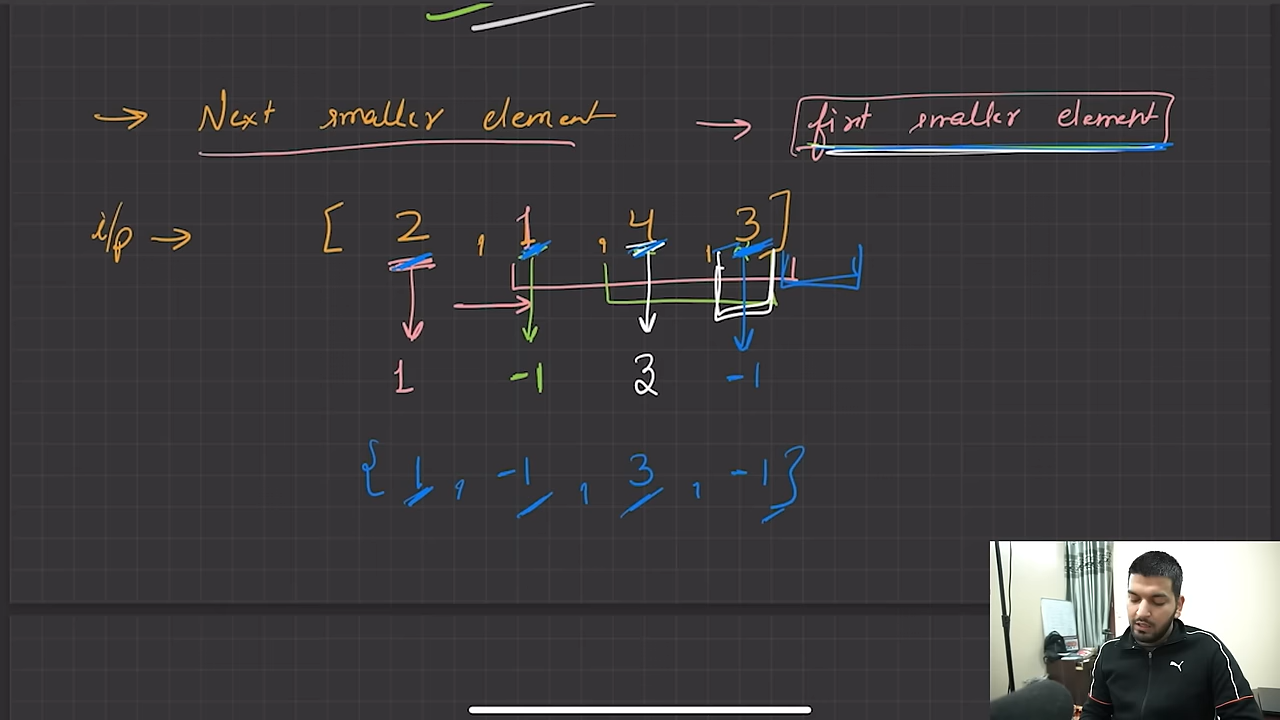 → Next smaller element → first smaller element
i/p → [ 2 , 1 , 4 , 3 ]
1 -1 3 -1
{ 1 , -1 , 3 , -1 }